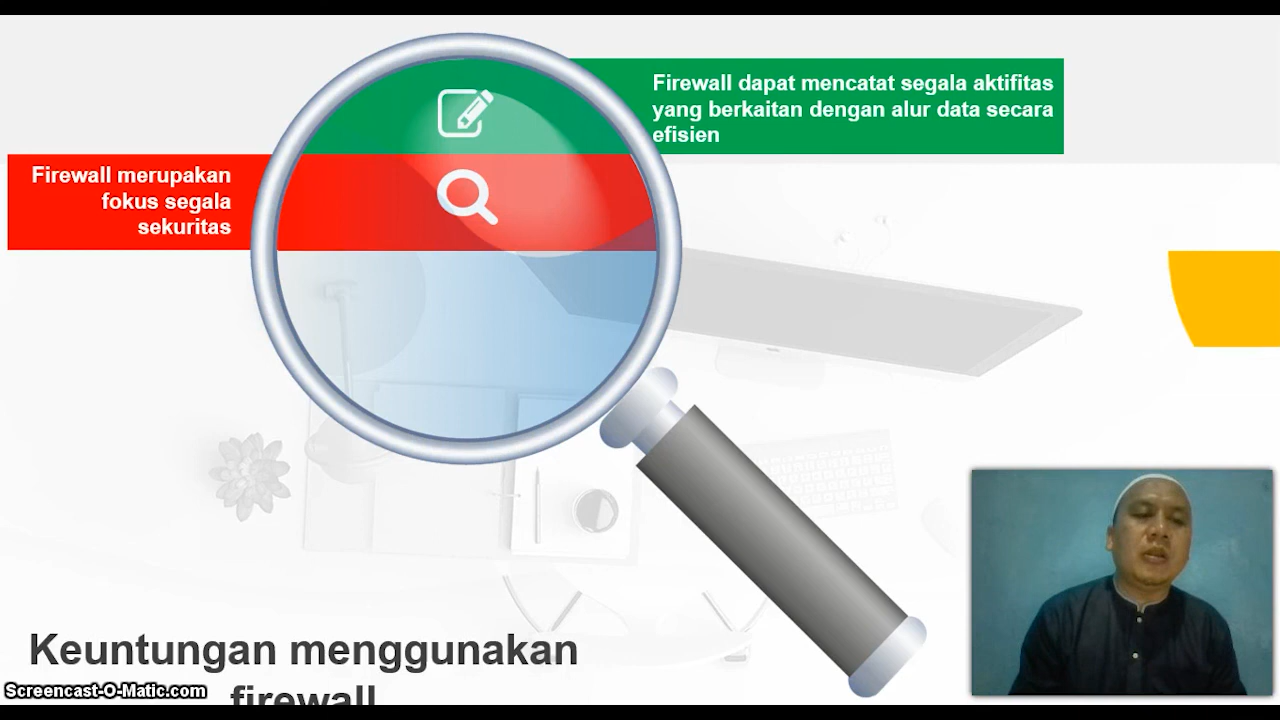 Firewall dapat mencatat segala aktifitas
yang berkaitan dengan alur data secara
efisien
Firewall merupakan
fokus segala
sekuritas
Keuntungan menggunakan
firewall
Screencast-O-Matic.com